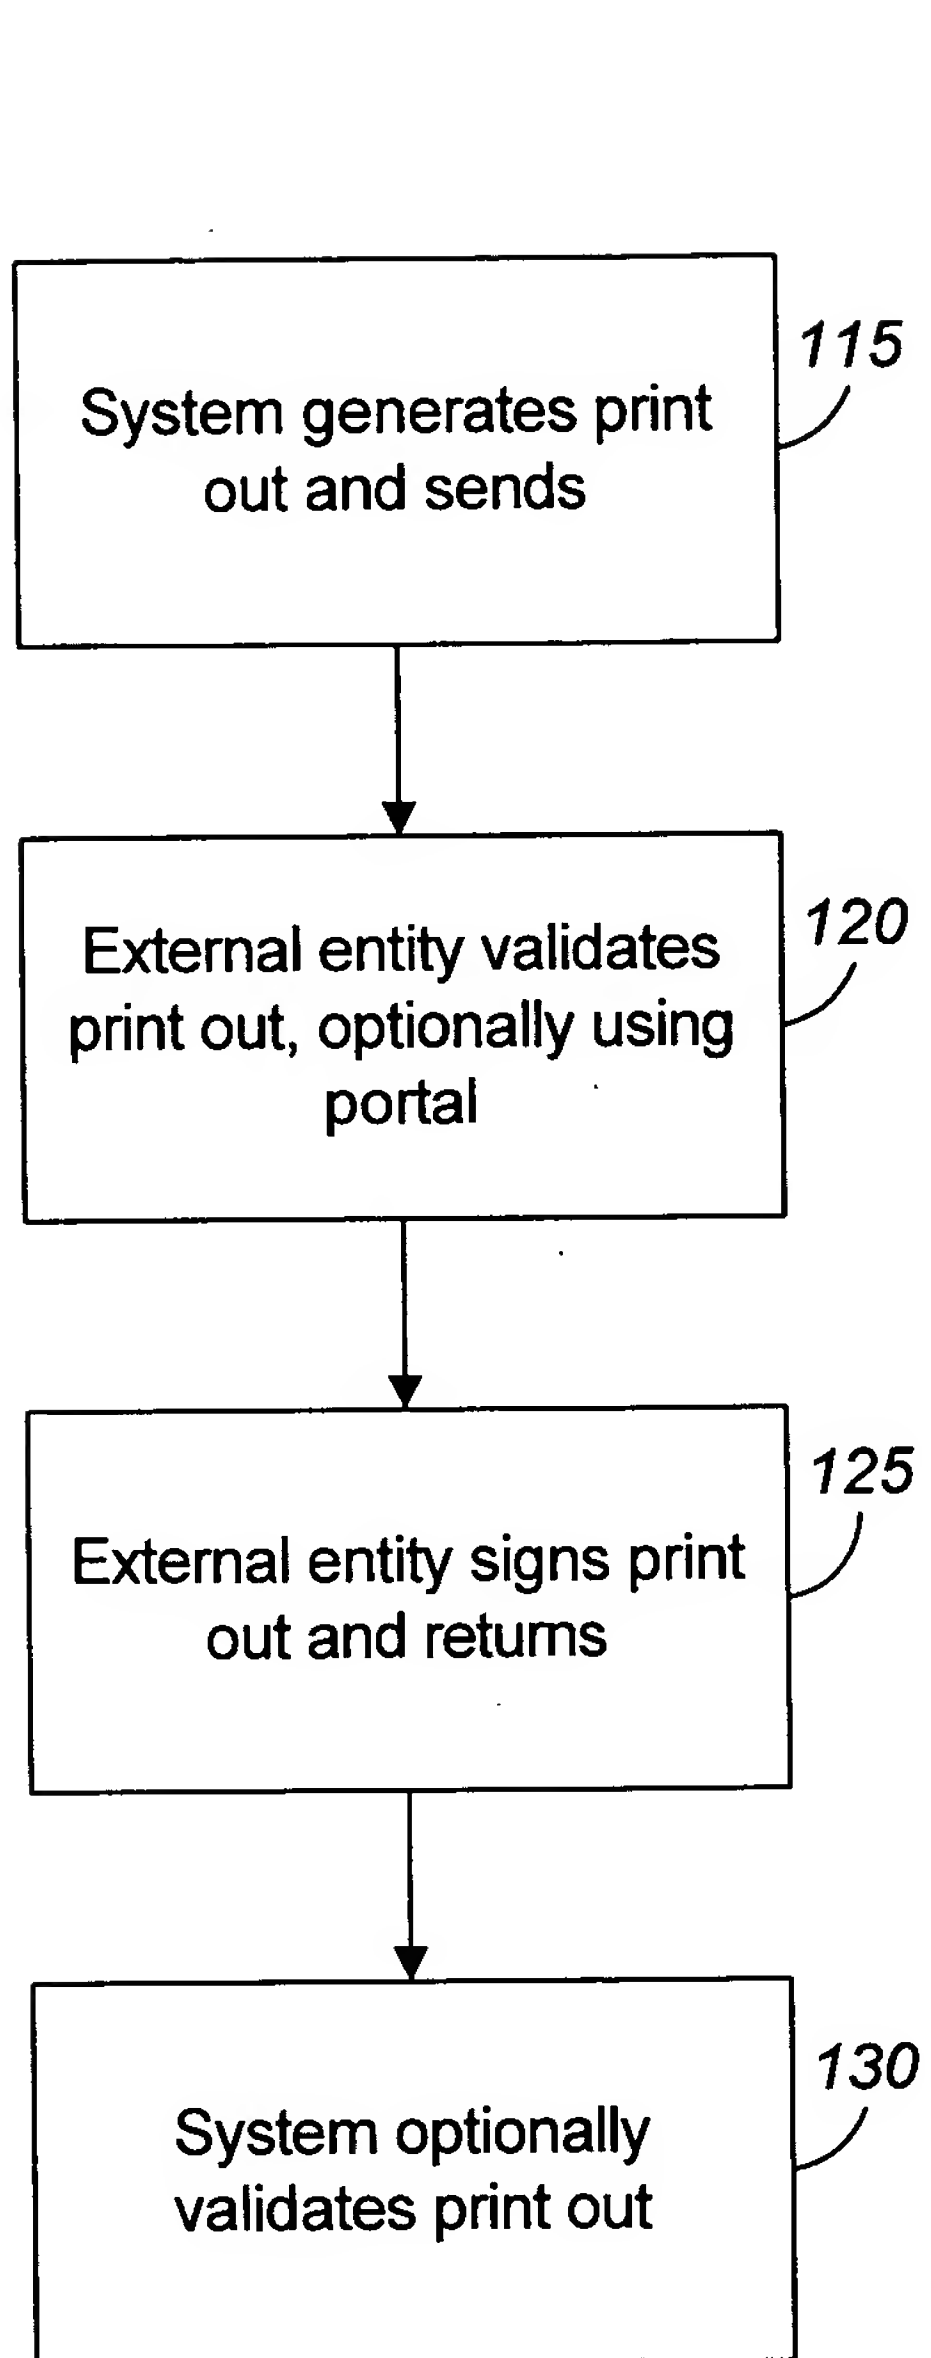 115
System generates print
out and sends
120
External entity validates
print out, optionally using
portal
125
External entity signs print
out and returns
130
System optionally
validates print out